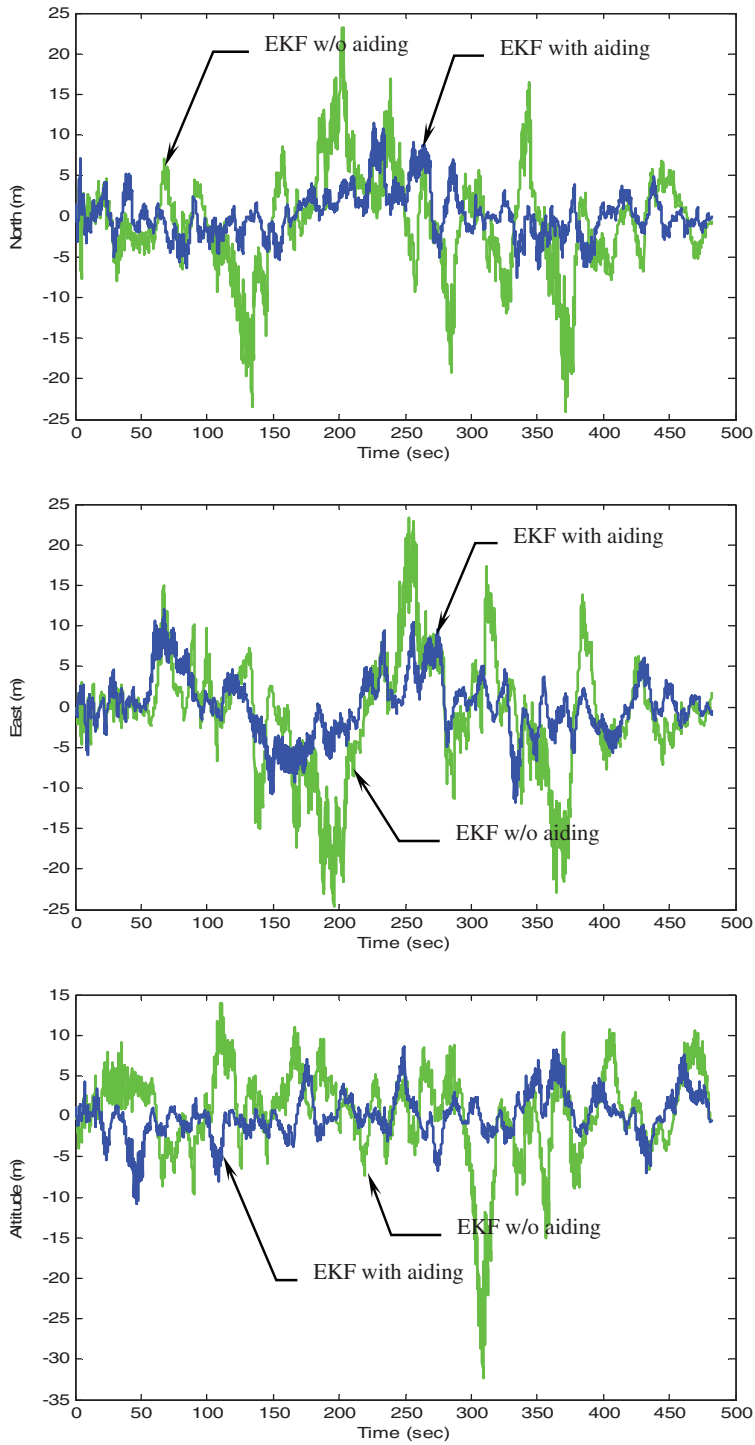 25
20
15
10
5
0
-5
-10
-15
-20
-25
North (m)
EKF w/o aiding
EKF with aiding
0 50 100 150 200 250 300 350 400 450 500
Time (sec)
25
20
15
10
5
0
-5
-10
-15
-20
-25
East (m)
EKF with aiding
EKF w/o aiding
0 50 100 150 200 250 300 350 400 450 500
Time (sec)
15
10
5
0
-5
-10
-15
-20
-25
-30
-35
Altitude (m)
EKF w/o aiding
EKF with aiding
0 50 100 150 200 250 300 350 400 450 500
Time (sec)